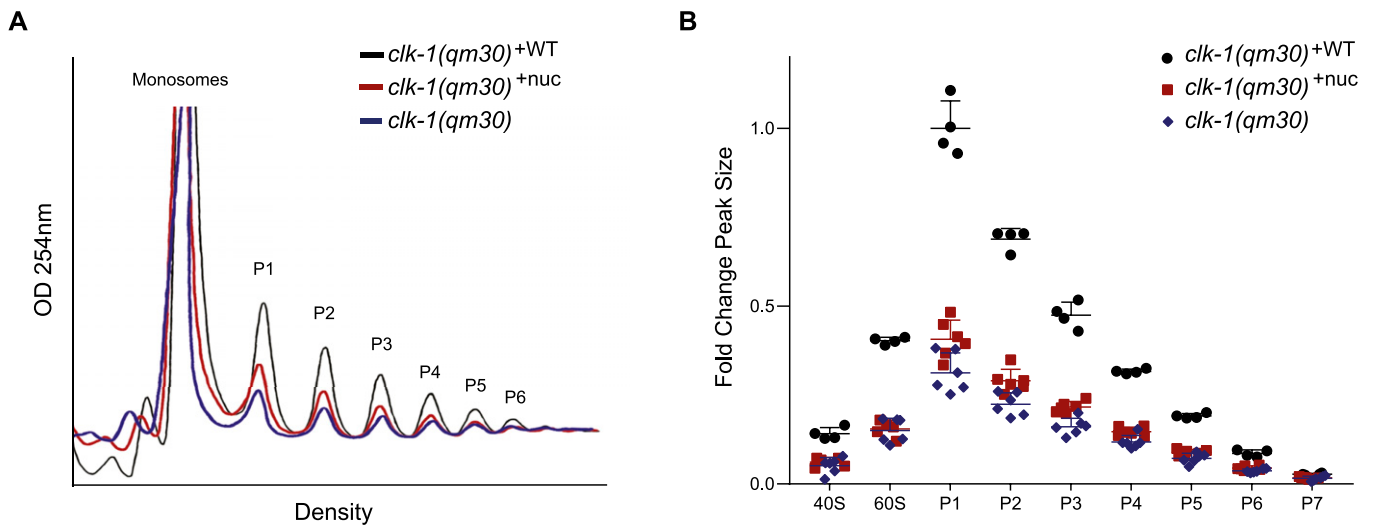 A
Monosomes
clk-1(qm30)+WT
clk-1(qm30)+nuc
clk-1(qm30)
P1
P2
P3
P4
P5
P6
OD 254nm
Density
B
clk-1(qm30)+WT
clk-1(qm30)+nuc
clk-1(qm30)
Fold Change Peak Size
1.0
0.5
0.0
40S 60S P1 P2 P3 P4 P5 P6 P7